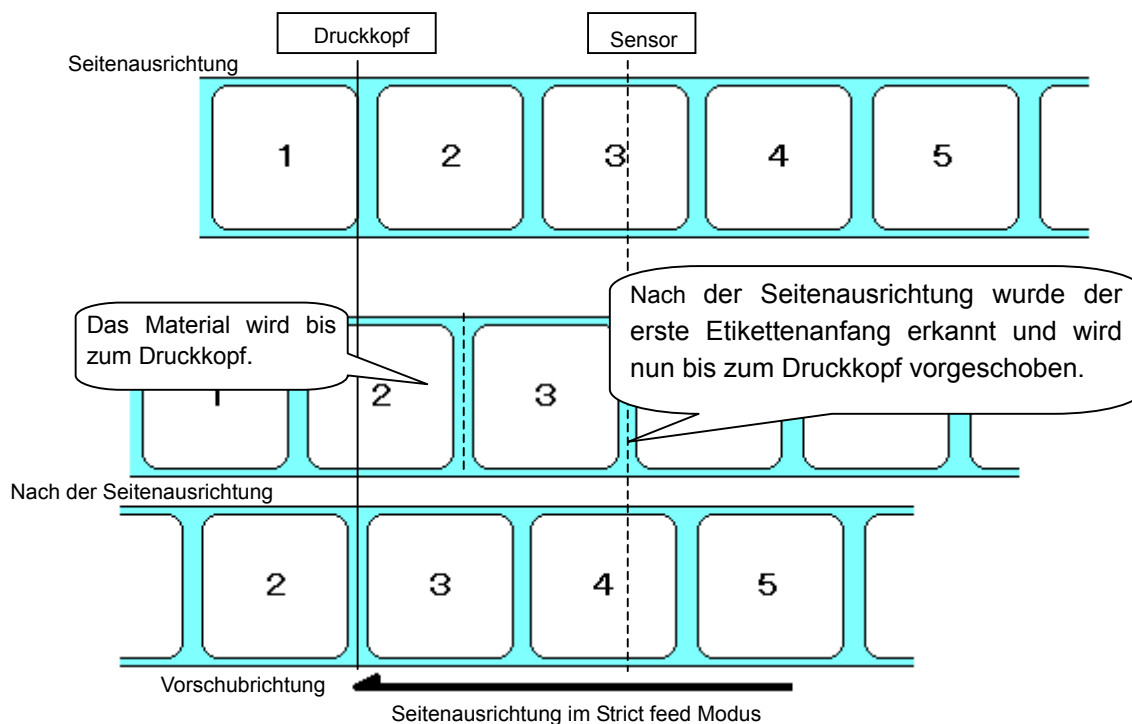 Druckkopf
Sensor
Seitenausrichtung
1 2 3 4 5
Das Material wird bis
zum Druckkopf.
Nach der Seitenausrichtung wurde der
erste Etikettenanfang erkannt und wird
nun bis zum Druckkopf vorgeschoben.
1 2 3
Nach der Seitenausrichtung
2 3 4 5
Vorschubrichtung
Seitenausrichtung im Strict feed Modus